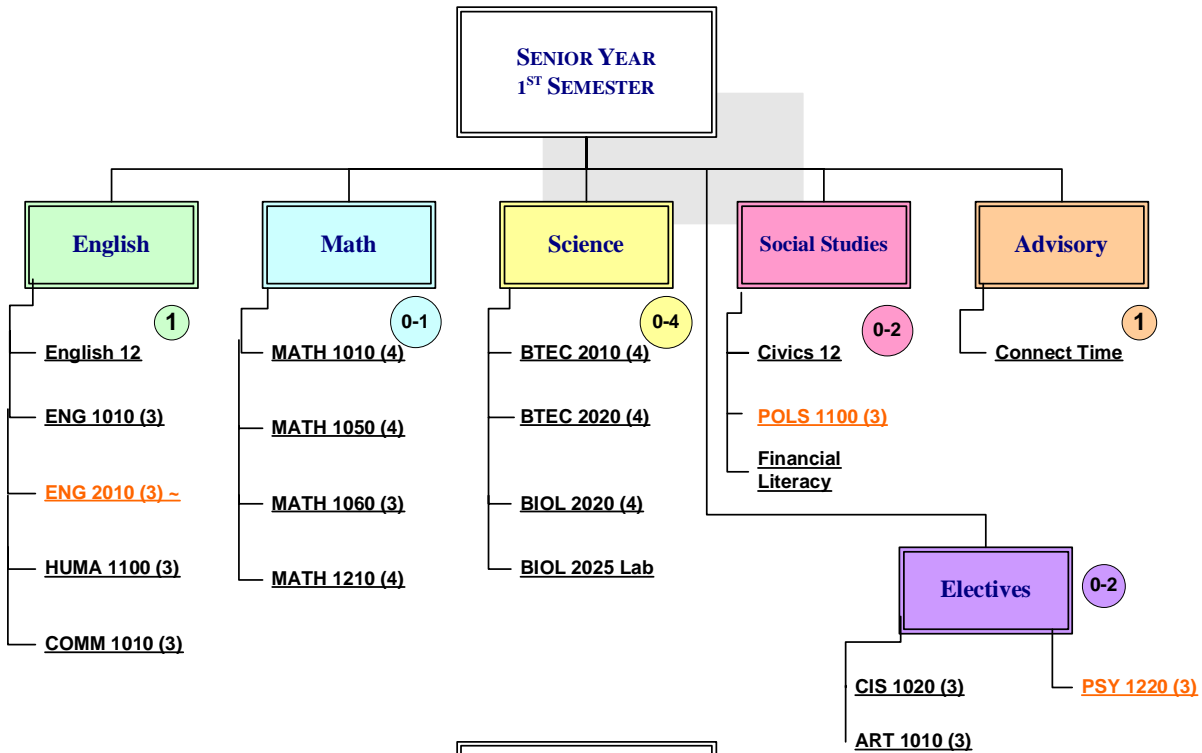 SENIOR YEAR
1ST SEMESTER
English
Math
Science
Social Studies
Advisory
1
0-1
0-4
0-2
1
English 12
ENG 1010 (3)
ENG 2010 (3) ~
HUMA 1100 (3)
COMM 1010 (3)
MATH 1010 (4)
MATH 1050 (4)
MATH 1060 (3)
MATH 1210 (4)
BTEC 2010 (4)
BTEC 2020 (4)
BIOL 2020 (4)
BIOL 2025 Lab
Civics 12
POLS 1100 (3)
Financial
Literacy
Connect Time
Electives
0-2
CIS 1020 (3)
ART 1010 (3)
PSY 1220 (3)